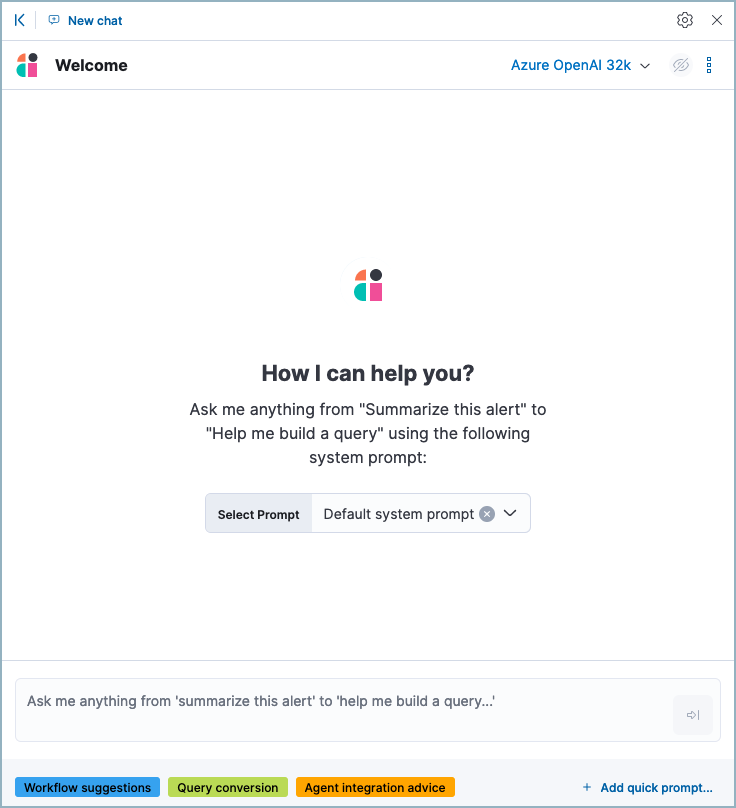 New chat
Welcome
Azure OpenAI 32k
How I can help you?
Ask me anything from "Summarize this alert" to
"Help me build a query" using the following
system prompt:
Select Prompt
Default system prompt
Ask me anything from 'summarize this alert' to 'help me build a query...'
Workflow suggestions
Query conversion
Agent integration advice
+ Add quick prompt...